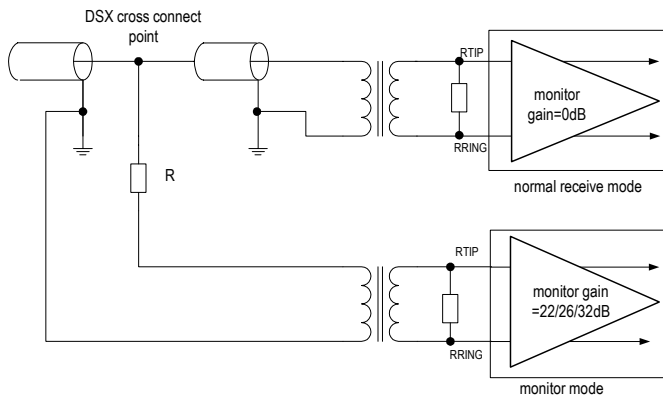 DSX cross connect
point
RTIP
monitor
gain=0dB
RRING
normal receive mode
R
RTIP
monitor gain
=22/26/32dB
RRING
monitor mode